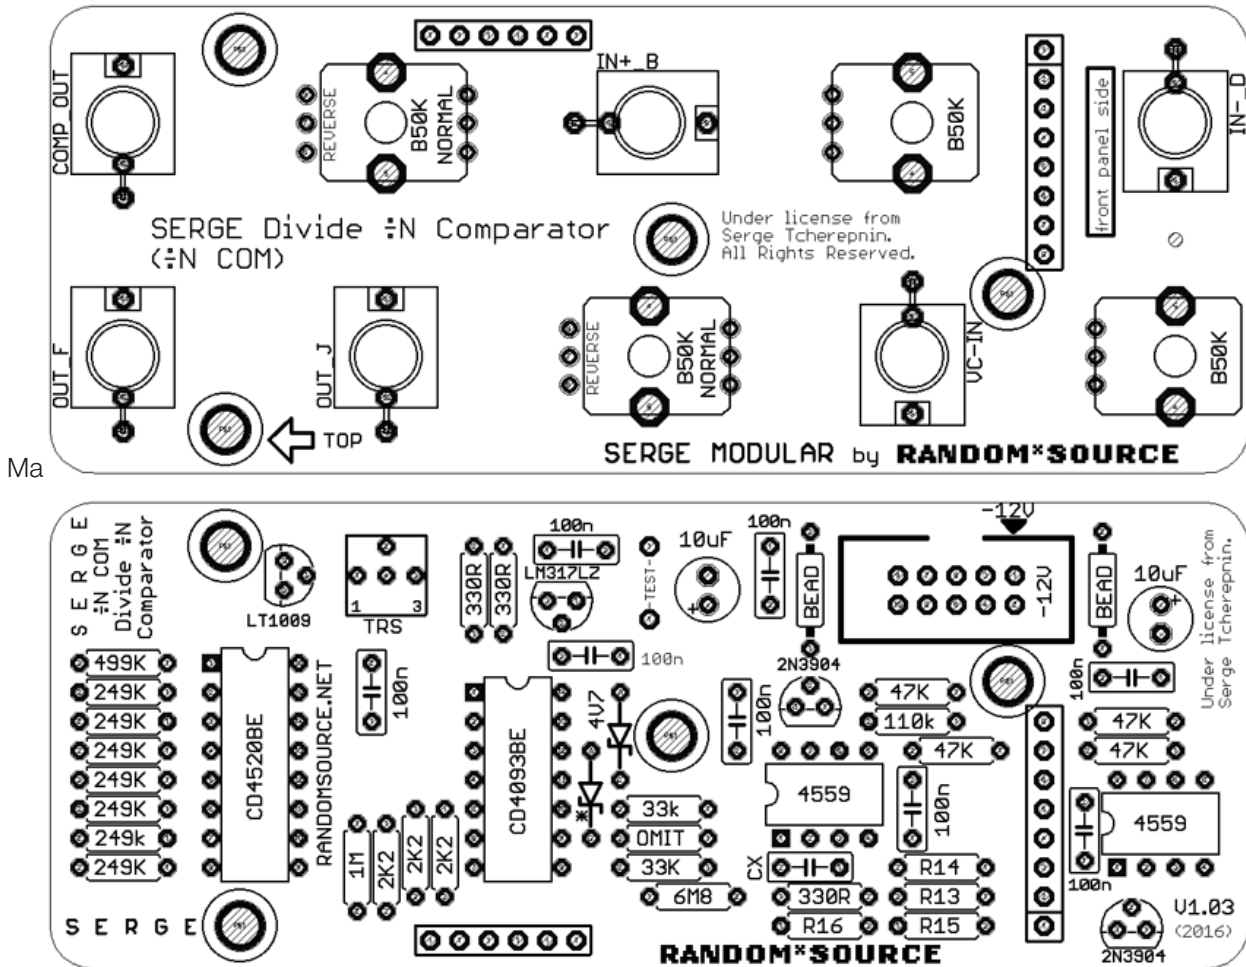 COMP_OUT
REVERSE
B50K
NORMAL
IN+_B
B50K
front panel side
IN-_D
SERGE Divide ÷N Comparator
(÷N COM)
Under license from
Serge Tcherepnin.
All Rights Reserved.
OUT_F
OUT_J
REVERSE
B50K
NORMAL
VC-IN
B50K
TOP
SERGE MODULAR by RANDOM*SOURCE
Ma
SERGE
÷N COM
Divide ÷N
Comparator
LT1009
1 3
TRS
330R
330R
100n
LM317LZ
100n
-TEST-
10uF
+
100n
BEAD
-12V
-12V
BEAD
10uF
+
Under license from
Serge Tcherepnin.
499K
249K
249K
249K
249K
249K
249k
249K
CD4520BE
RANDOMSOURCE.NET
100n
1M
2K2
2K2
2K2
CD4093BE
4V7
*
33k
OMIT
33K
6M8
100n
2N3904
47K
110k
47K
4559
100n
CX
330R
R16
R14
R13
R15
100n
47K
47K
4559
100n
2N3904
V1.03
(2016)
SERGE
RANDOM*SOURCE